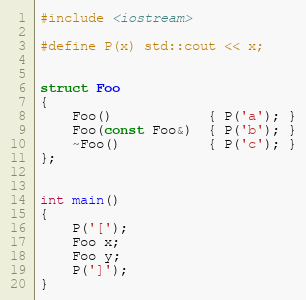 1 #include <iostream>
2
3 #define P(x) std::cout << x;
4
5
6 struct Foo
7 {
8     Foo()            { P('a'); }
9     Foo(const Foo&)  { P('b'); }
10     ~Foo()           { P('c'); }
11 };
12
13
14 int main()
15 {
16     P('[');
17     Foo x;
18     Foo y;
19     P(']');
20 }